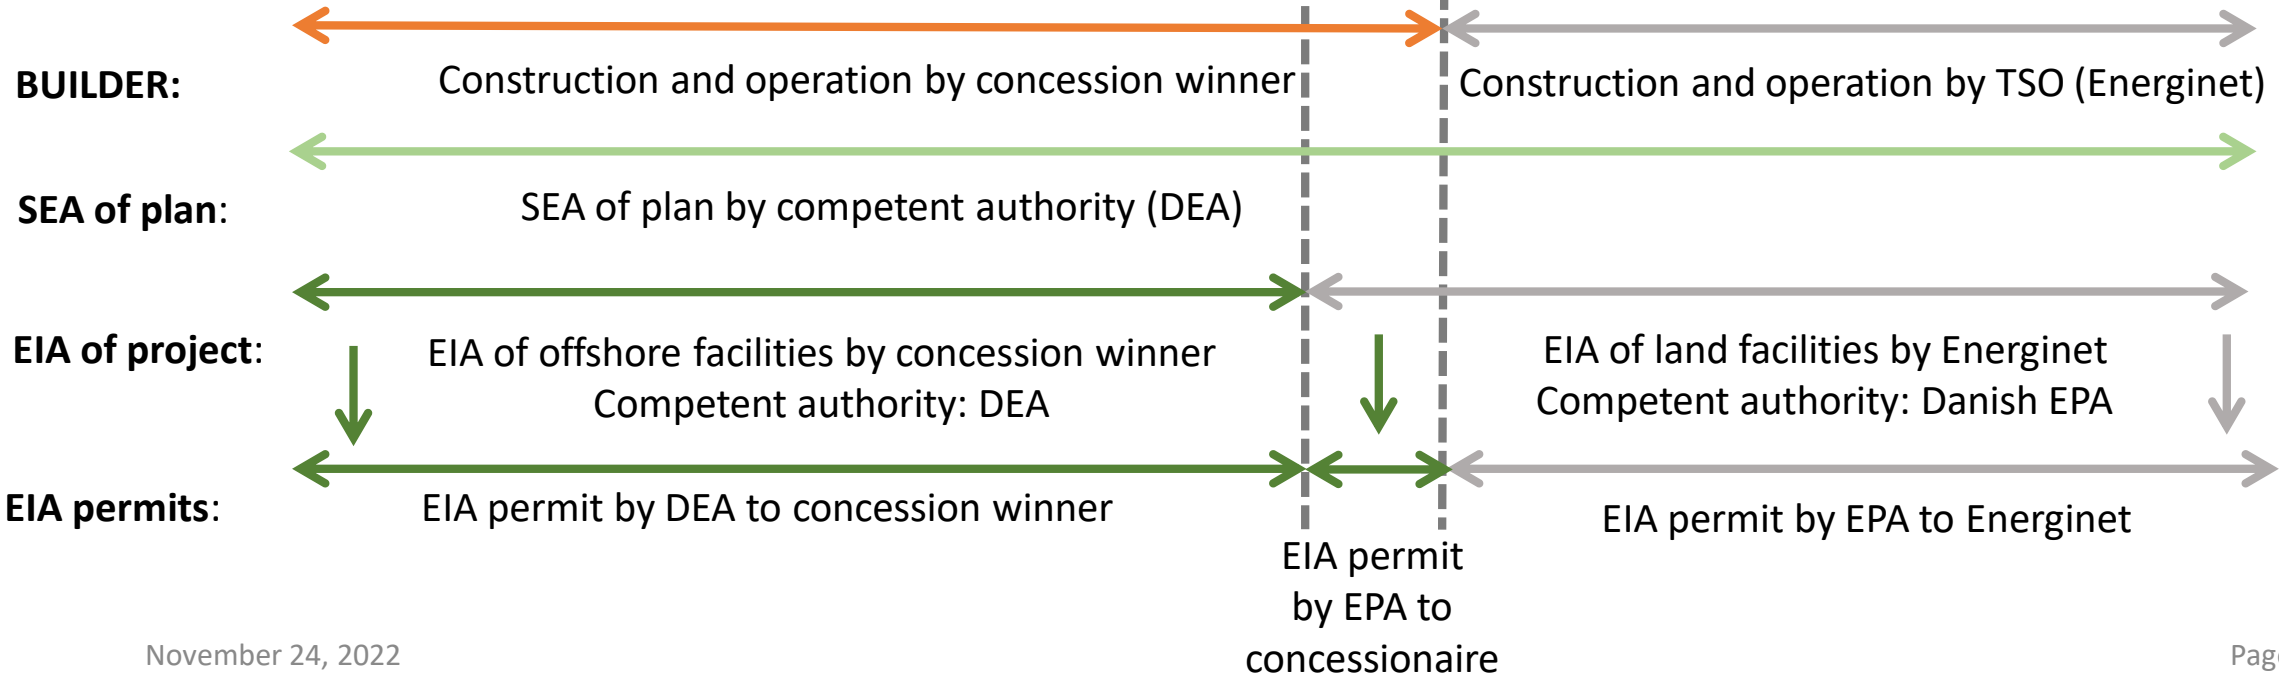 BUILDER:
Construction and operation by concession winner
Construction and operation by TSO (Energinet)
SEA of plan:
SEA of plan by competent authority (DEA)
EIA of project:
EIA of offshore facilities by concession winner
Competent authority: DEA
EIA of land facilities by Energinet
Competent authority: Danish EPA
EIA permits:
EIA permit by DEA to concession winner
EIA permit
by EPA to
concessionaire
EIA permit by EPA to Energinet
November 24, 2022
Page